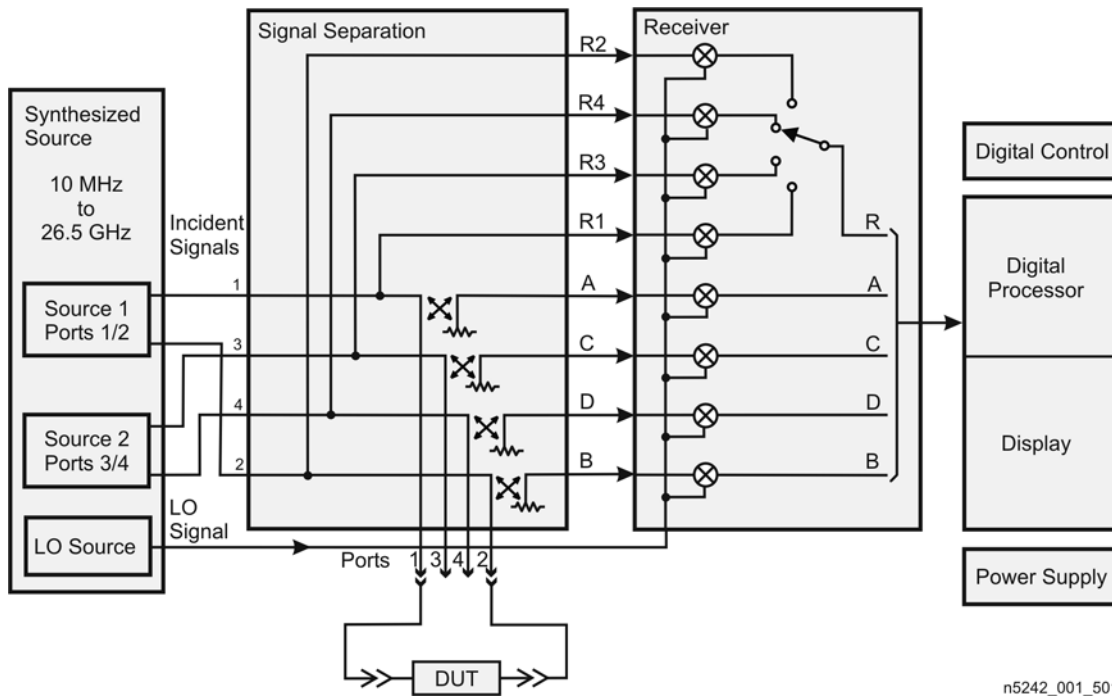 Synthesized
Source
10 MHz
to
26.5 GHz
Source 1
Ports 1/2
Source 2
Ports 3/4
LO Source
Incident
Signals
1
3
4
2
LO
Signal
Signal Separation
R2
R4
R3
R1
A
C
D
B
Ports
1
3
4
2
DUT
Receiver
R
A
C
D
B
Digital Control
Digital
Processor
Display
Power Supply
n5242_001_501